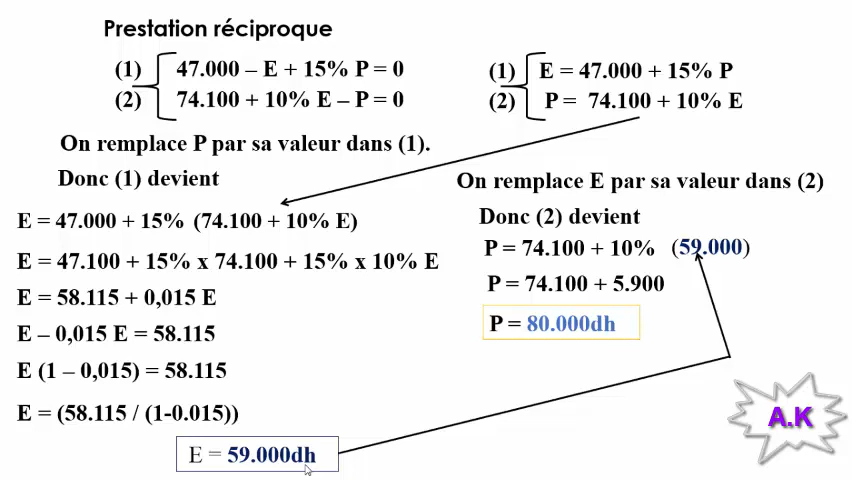 Prestation réciproque
(1) 47.000 – E + 15% P = 0
(2) 74.100 + 10% E – P = 0
(1) E = 47.000 + 15% P
(2) P = 74.100 + 10% E
On remplace P par sa valeur dans (1).
Donc (1) devient
E = 47.000 + 15% (74.100 + 10% E)
E = 47.100 + 15% x 74.100 + 15% x 10% E
E = 58.115 + 0,015 E
E – 0,015 E = 58.115
E (1 – 0,015) = 58.115
E = (58.115 / (1-0.015))
E = 59.000dh
On remplace E par sa valeur dans (2)
Donc (2) devient
P = 74.100 + 10% (59.000)
P = 74.100 + 5.900
P = 80.000dh
A.K